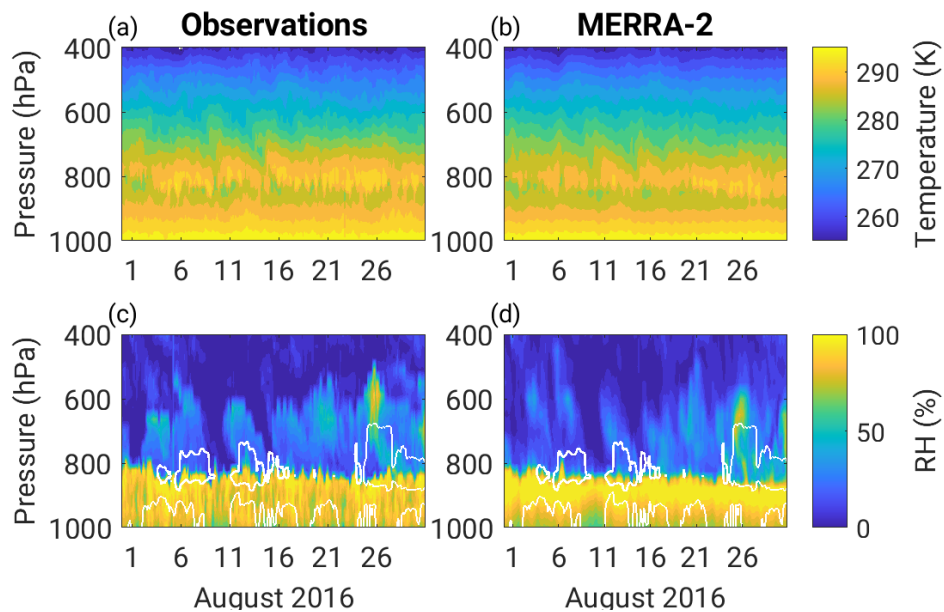 (a) Observations
(b) MERRA-2
Pressure (hPa)
400
600
800
1000
1 6 11 16 21 26
400
600
800
1000
1 6 11 16 21 26
290
280
270
260
Temperature (K)
(c)
(d)
Pressure (hPa)
400
600
800
1000
1 6 11 16 21 26
August 2016
400
600
800
1000
1 6 11 16 21 26
August 2016
100
50
0
RH (%)